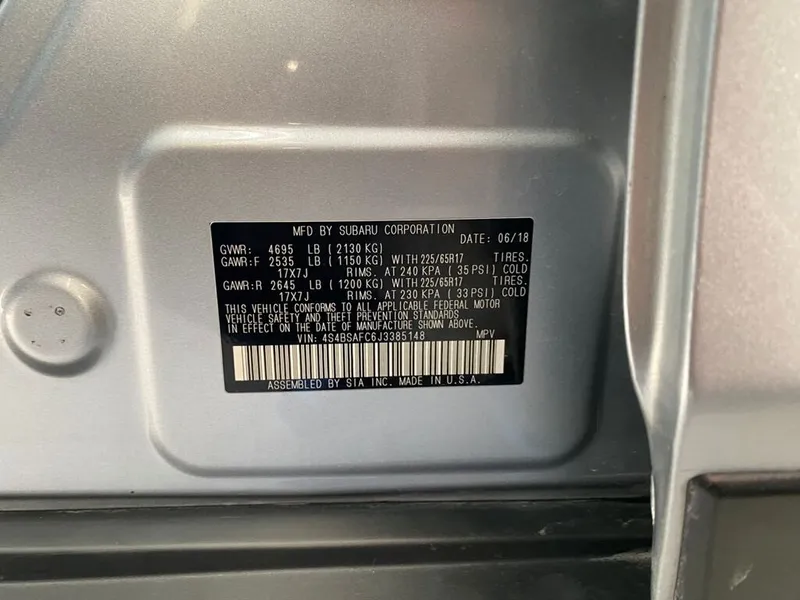 MFD BY SUBARU CORPORATION
DATE: 06/18
GVWR: 4695 LB ( 2130 KG)
GAWR:F 2535 LB ( 1150 KG) WITH 225/65R17 TIRES.
17X7J RIMS. AT 240 KPA ( 35 PSI) COLD
GAWR:R 2645 LB ( 1200 KG) WITH 225/65R17 TIRES.
17X7J RIMS. AT 230 KPA ( 33 PSI) COLD
THIS VEHICLE CONFORMS TO ALL APPLICABLE FEDERAL MOTOR
VEHICLE SAFETY AND THEFT PREVENTION STANDARDS
IN EFFECT ON THE DATE OF MANUFACTURE SHOWN ABOVE.
VIN: 4S4BSAFC6J3385148 MPV
ASSEMBLED BY SIA INC. MADE IN U.S.A.